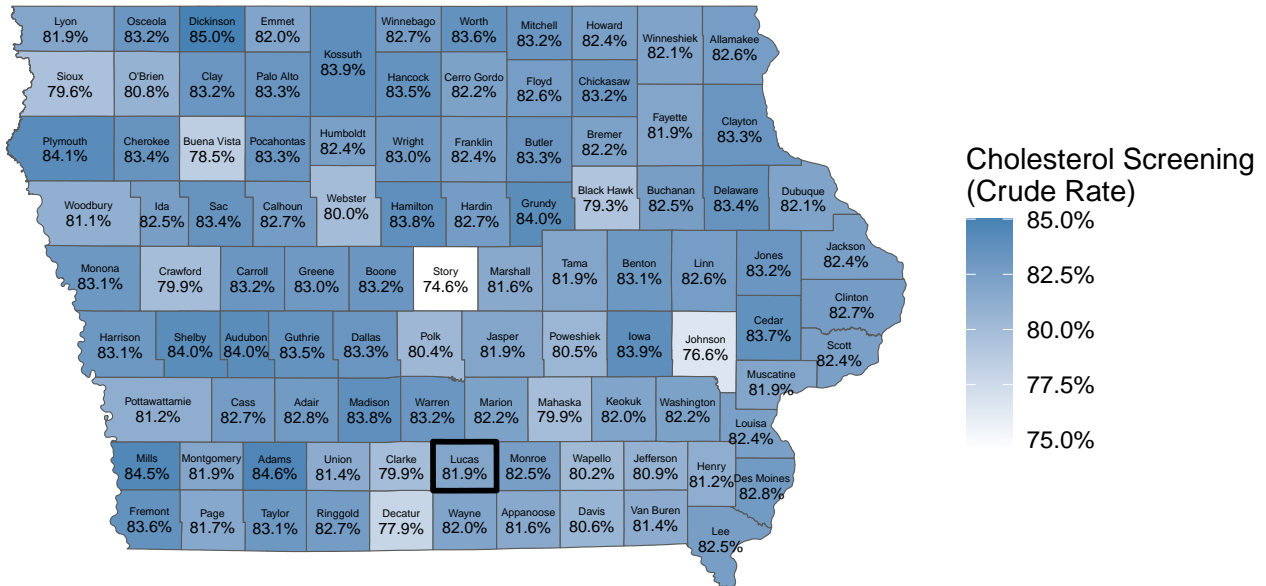 Lyon
81.9%
Osceola
83.2%
Dickinson
85.0%
Emmet
82.0%
Kossuth
83.9%
Winnebago
82.7%
Worth
83.6%
Mitchell
83.2%
Howard
82.4%
Winneshiek
82.1%
Allamakee
82.6%
Sioux
79.6%
O'Brien
80.8%
Clay
83.2%
Palo Alto
83.3%
Hancock
83.5%
Cerro Gordo
82.2%
Floyd
82.6%
Chickasaw
83.2%
Fayette
81.9%
Clayton
83.3%
Plymouth
84.1%
Cherokee
83.4%
Buena Vista
78.5%
Pocahontas
83.3%
Humboldt
82.4%
Wright
83.0%
Franklin
82.4%
Butler
83.3%
Bremer
82.2%
Woodbury
81.1%
Ida
82.5%
Sac
83.4%
Calhoun
82.7%
Webster
80.0%
Hamilton
83.8%
Hardin
82.7%
Grundy
84.0%
Black Hawk
79.3%
Buchanan
82.5%
Delaware
83.4%
Dubuque
82.1%
Monona
83.1%
Crawford
79.9%
Carroll
83.2%
Greene
83.0%
Boone
83.2%
Story
74.6%
Marshall
81.6%
Tama
81.9%
Benton
83.1%
Linn
82.6%
Jones
83.2%
Jackson
82.4%
Clinton
82.7%
Harrison
83.1%
Shelby
84.0%
Audubon
84.0%
Guthrie
83.5%
Dallas
83.3%
Polk
80.4%
Jasper
81.9%
Poweshiek
80.5%
Iowa
83.9%
Johnson
76.6%
Cedar
83.7%
Scott
82.4%
Muscatine
81.9%
Pottawattamie
81.2%
Cass
82.7%
Adair
82.8%
Madison
83.8%
Warren
83.2%
Marion
82.2%
Mahaska
79.9%
Keokuk
82.0%
Washington
82.2%
Louisa
82.4%
Mills
84.5%
Montgomery
81.9%
Adams
84.6%
Union
81.4%
Clarke
79.9%
Lucas
81.9%
Monroe
82.5%
Wapello
80.2%
Jefferson
80.9%
Henry
81.2%
Des Moines
82.8%
Fremont
83.6%
Page
81.7%
Taylor
83.1%
Ringgold
82.7%
Decatur
77.9%
Wayne
82.0%
Appanoose
81.6%
Davis
80.6%
Van Buren
81.4%
Lee
82.5%
Cholesterol Screening
(Crude Rate)
85.0%
82.5%
80.0%
77.5%
75.0%